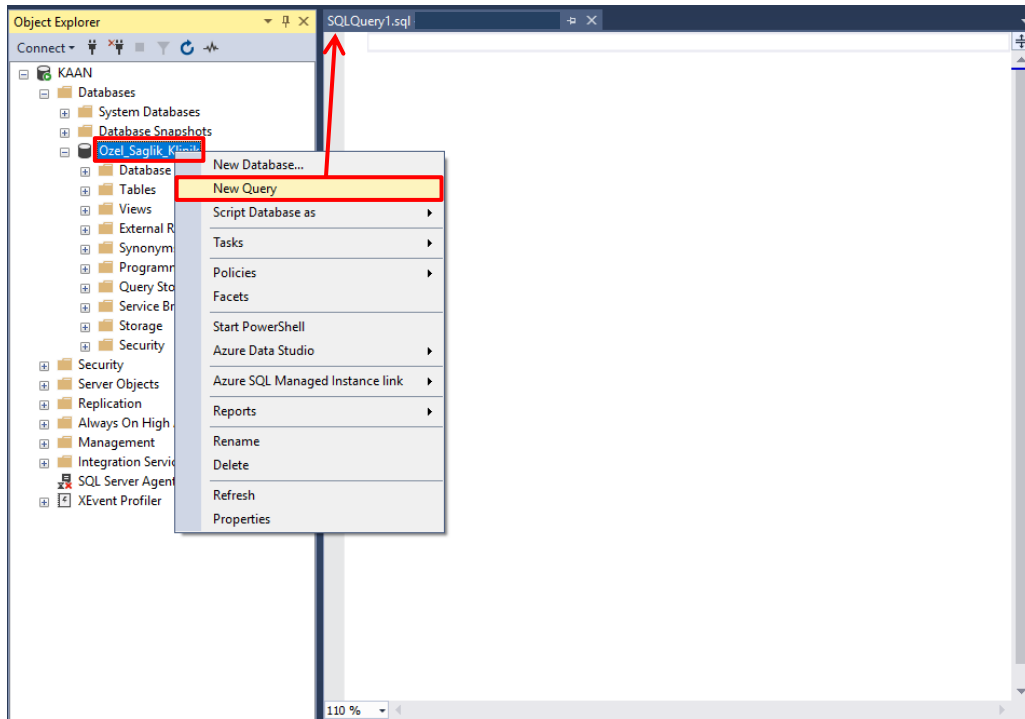 Object Explorer
SQLQuery1.sql
Connect
KAAN
Databases
System Databases
Database Snapshots
Ozel_Saglik_Klinik
Database
Tables
Views
External R
Synonym
Programm
Query Sto
Service Br
Storage
Security
Security
Server Objects
Replication
Always On High
Management
Integration Servic
SQL Server Agent
XEvent Profiler
New Database...
New Query
Script Database as
Tasks
Policies
Facets
Start PowerShell
Azure Data Studio
Azure SQL Managed Instance link
Reports
Rename
Delete
Refresh
Properties
110 %